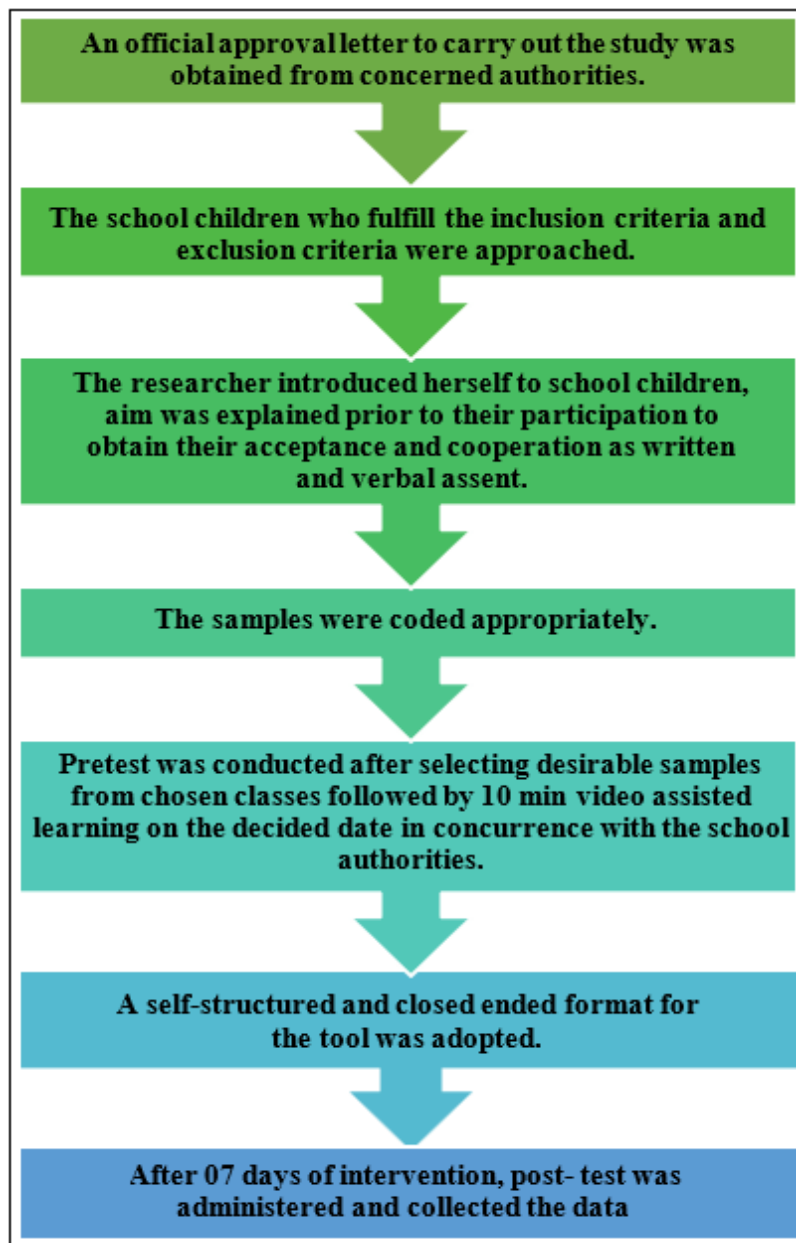 An official approval letter to carry out the study was
obtained from concerned authorities.
The school children who fulfill the inclusion criteria and
exclusion criteria were approached.
The researcher introduced herself to school children,
aim was explained prior to their participation to
obtain their acceptance and cooperation as written
and verbal assent.
The samples were coded appropriately.
Pretest was conducted after selecting desirable samples
from chosen classes followed by 10 min video assisted
learning on the decided date in concurrence with the school
authorities.
A self-structured and closed ended format for
the tool was adopted.
After 07 days of intervention, post- test was
administered and collected the data